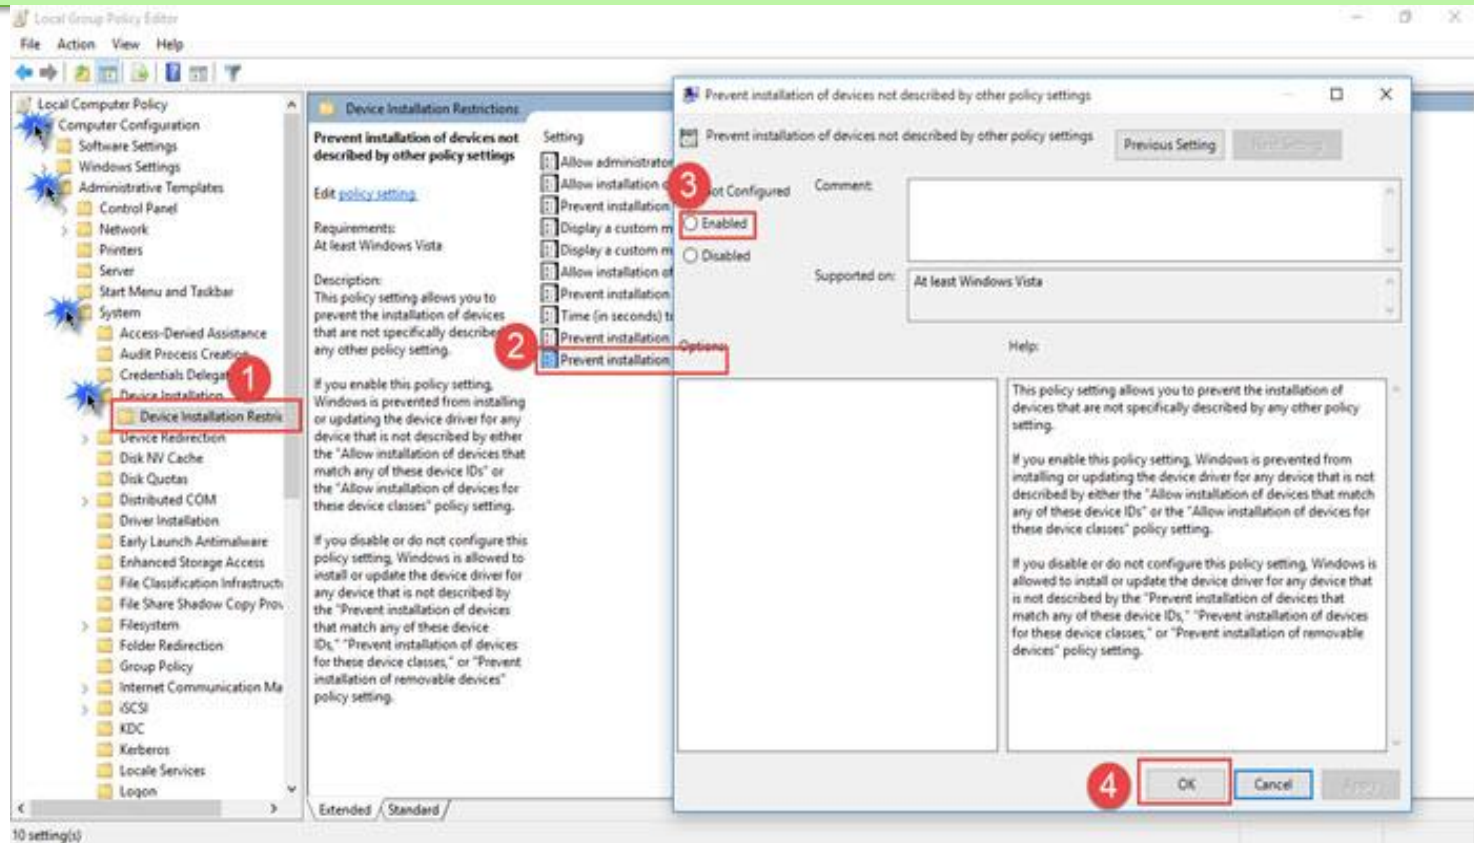 Local Group Policy Editor
File Action View Help
Local Computer Policy
Computer Configuration
Software Settings
Windows Settings
Administrative Templates
Control Panel
Network
Printers
Server
Start Menu and Taskbar
System
Access-Denied Assistance
Audit Process Creation
Credentials Delegat
1
Device Installation
Device Installation Restric
Device Redirection
Disk NV Cache
Disk Quotas
Distributed COM
Driver Installation
Early Launch Antimalware
Enhanced Storage Access
File Classification Infrastructu
File Share Shadow Copy Prov
Filesystem
Folder Redirection
Group Policy
Internet Communication Ma
iSCSI
KDC
Kerberos
Locale Services
Logon
10 setting(s)
Device Installation Restrictions
Prevent installation of devices not
described by other policy settings
Edit policy setting
Requirements:
At least Windows Vista
Description:
This policy setting allows you to
prevent the installation of devices
that are not specifically describe
any other policy setting.
If you enable this policy setting,
Windows is prevented from installing
or updating the device driver for any
device that is not described by either
the "Allow installation of devices that
match any of these device IDs" or
the "Allow installation of devices for
these device classes" policy setting.
If you disable or do not configure this
policy setting, Windows is allowed to
install or update the device driver for
any device that is not described by
the "Prevent installation of devices
that match any of these device
IDs," "Prevent installation of devices
for these device classes," or "Prevent
installation of removable devices"
policy setting.
Setting
Allow administrator
Allow installation o
Prevent installation
Display a custom m
Display a custom m
Allow installation of
Prevent installation
Time (in seconds) t
Prevent installation
2
Prevent installation
Extended Standard
Prevent installation of devices not described by other policy settings
Prevent installation of devices not described by other policy settings
Previous Setting Next Setting
3
ot Configured
Enabled
Disabled
Comment:
Supported on: At least Windows Vista
Options:
Help:
This policy setting allows you to prevent the installation of
devices that are not specifically described by any other policy
setting.
If you enable this policy setting, Windows is prevented from
installing or updating the device driver for any device that is not
described by either the "Allow installation of devices that match
any of these device IDs" or the "Allow installation of devices for
these device classes" policy setting.
If you disable or do not configure this policy setting, Windows is
allowed to install or update the device driver for any device that
is not described by the "Prevent installation of devices that
match any of these device IDs," "Prevent installation of devices
for these device classes," or "Prevent installation of removable
devices" policy setting.
4
OK Cancel Apply